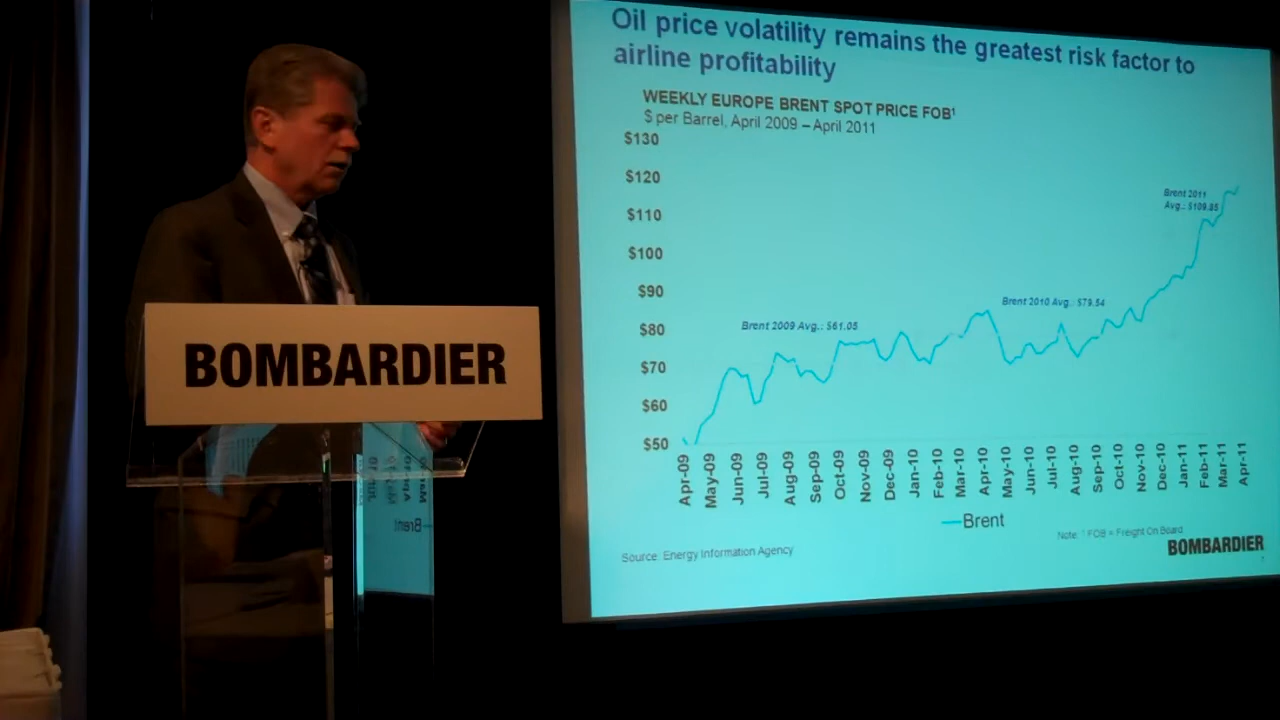 Oil price volatility remains the greatest risk factor to
airline profitability
WEEKLY EUROPE BRENT SPOT PRICE FOB¹
$ per Barrel, April 2009 – April 2011
$130
$120
$110
$100
$90
$80
$70
$60
$50
Brent 2009 Avg.: $61.05
Brent 2010 Avg.: $79.54
Brent 2011
Avg.: $109.85
Apr-09
May-09
Jun-09
Jul-09
Aug-09
Sep-09
Oct-09
Nov-09
Dec-09
Jan-10
Feb-10
Mar-10
Apr-10
May-10
Jun-10
Jul-10
Aug-10
Sep-10
Oct-10
Nov-10
Dec-10
Jan-11
Feb-11
Mar-11
Apr-11
Brent
Note: ¹ FOB = Freight On Board
Source: Energy Information Agency
BOMBARDIER
BOMBARDIER
Brent